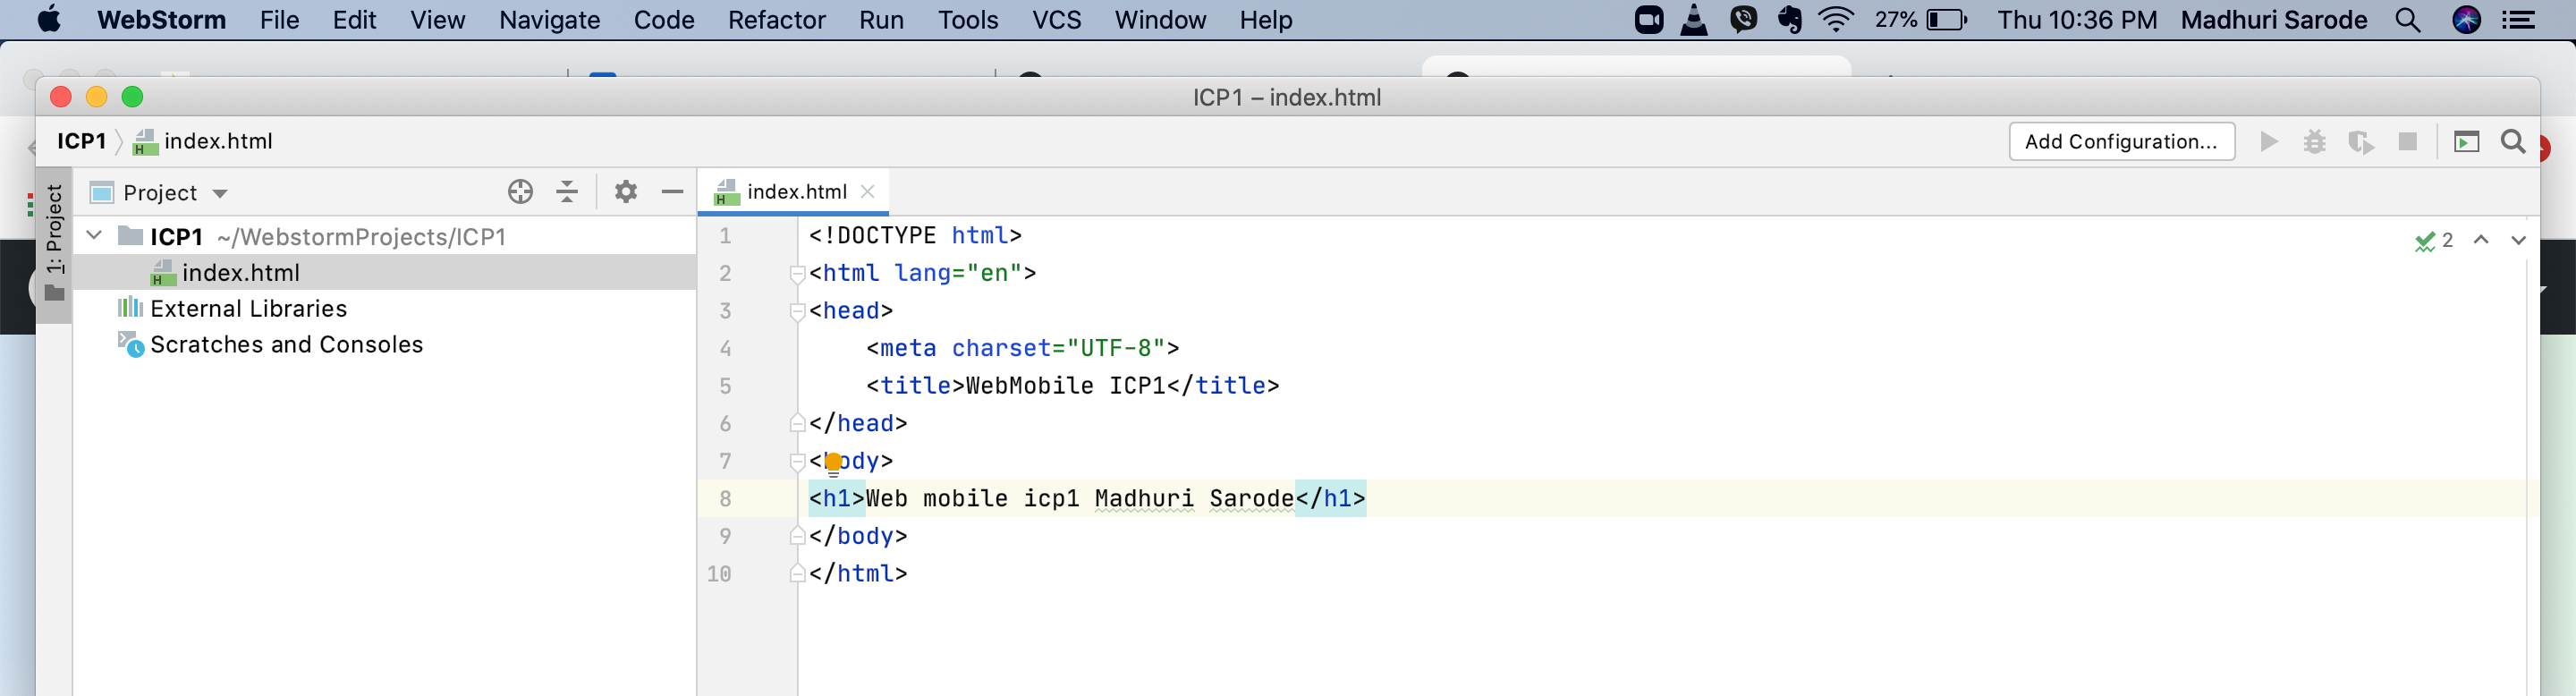 WebStorm File Edit View Navigate Code Refactor Run Tools VCS Window Help 27% Thu 10:36 PM Madhuri Sarode
ICP1 – index.html
ICP1 index.html Add Configuration...
1: Project
Project
index.html
ICP1 ~/WebstormProjects/ICP1
index.html
External Libraries
Scratches and Consoles
2
1 <!DOCTYPE html>
2 <html lang="en">
3 <head>
4 <meta charset="UTF-8">
5 <title>WebMobile ICP1</title>
6 </head>
7 <body>
8 <h1>Web mobile icp1 Madhuri Sarode</h1>
9 </body>
10 </html>